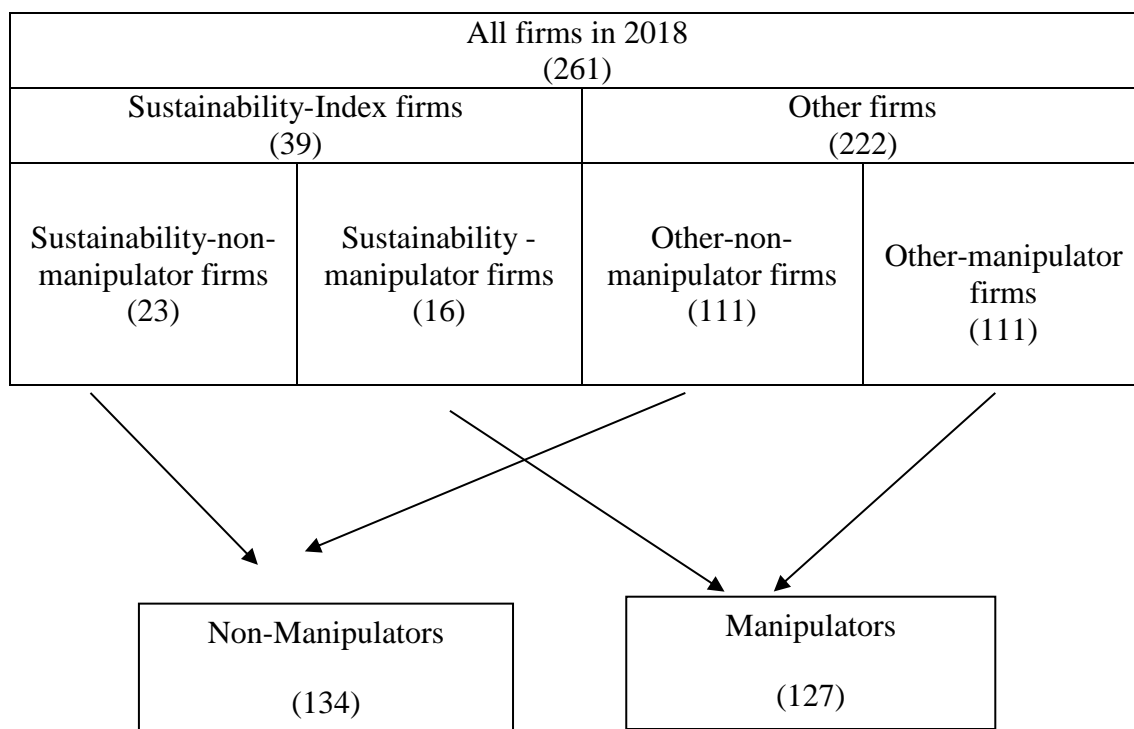 All firms in 2018
(261)
Sustainability-Index firms
(39)
Other firms
(222)
Sustainability-non-
manipulator firms
(23)
Sustainability -
manipulator firms
(16)
Other-non-
manipulator firms
(111)
Other-manipulator
firms
(111)
Non-Manipulators
(134)
Manipulators
(127)